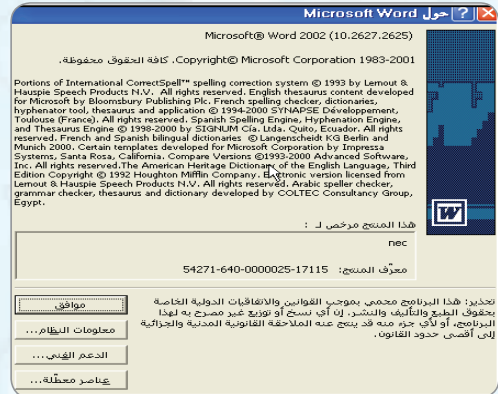 حول Microsoft Word
Microsoft® Word 2002 (10.2627.2625)
Copyright© Microsoft Corporation 1983-2001. كافة الحقوق محفوظة.
Portions of International CorrectSpell™ spelling correction system © 1993 by Lernout &
Hauspie Speech Products N.V. All rights reserved. English thesaurus content developed
for Microsoft by Bloomsbury Publishing Plc. French spelling checker, dictionaries,
hyphenator tool, thesaurus and application © 1994-2000 SYNAPSE Développement,
Toulouse (France). All rights reserved. Spanish Spelling Engine, Hyphenation Engine,
and Thesaurus Engine © 1998-2000 by SIGNUM Cía. Ltda. Quito, Ecuador. All rights
reserved. French and Spanish bilingual dictionaries © Langenscheidt KG Berlin and
Munich 2000. Certain templates developed for Microsoft Corporation by Impressa
Systems, Santa Rosa, California. Compare Versions ©1993-2000 Advanced Software,
Inc. All rights reserved. The American Heritage Dictionary of the English Language, Third
Edition Copyright © 1992 Houghton Mifflin Company. Electronic version licensed from
Lernout & Hauspie Speech Products N.V. All rights reserved. Arabic speller checker,
grammar checker, thesaurus and dictionary developed by COLTEC Consultancy Group,
Egypt.
W
هذا المنتج مرخص لـ :
nec
معرّف المنتج: 54271-640-0000025-17115
تحذير: هذا البرنامج محمي بموجب القوانين والاتفاقيات الدولية الخاصة
بحقوق الطبع والتأليف والنشر. إن أي نسخ أو توزيع غير مصرح به لهذا
البرنامج، أو لأي جزء منه قد ينتج عنه الملاحقة القانونية المدنية والجزائية
إلى أقصى حدود القانون.
موافق
معلومات النظام...
الدعم الفني...
عناصر معطّلة...